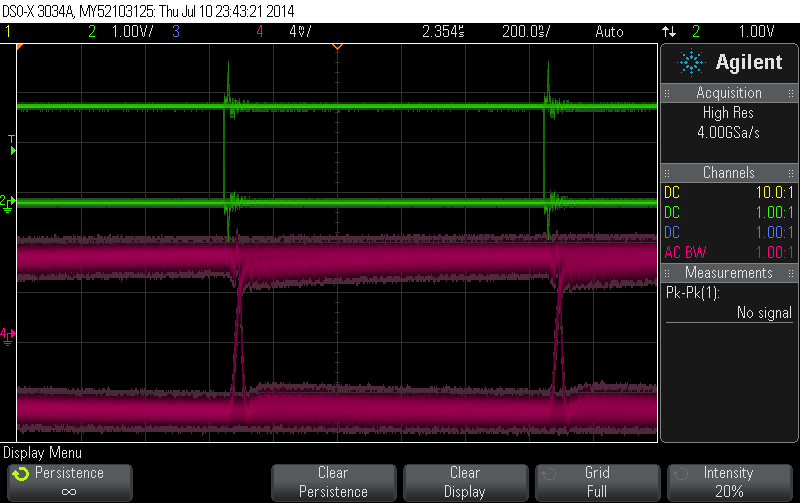 DSO-X 3034A, MY52103125: Thu Jul 10 23:43:21 2014
1 2 1.00V/ 3 4 4mV/ 2.354s 200.0s/ Auto 2 1.00V
Agilent
Acquisition
High Res
4.00GSa/s
Channels
DC 10.0:1
DC 1.00:1
DC 1.00:1
AC BW 1.00:1
Measurements
Pk-Pk(1):
No signal
T
2
4
Display Menu
Persistence
∞
Clear
Persistence
Clear
Display
Grid
Full
Intensity
20%